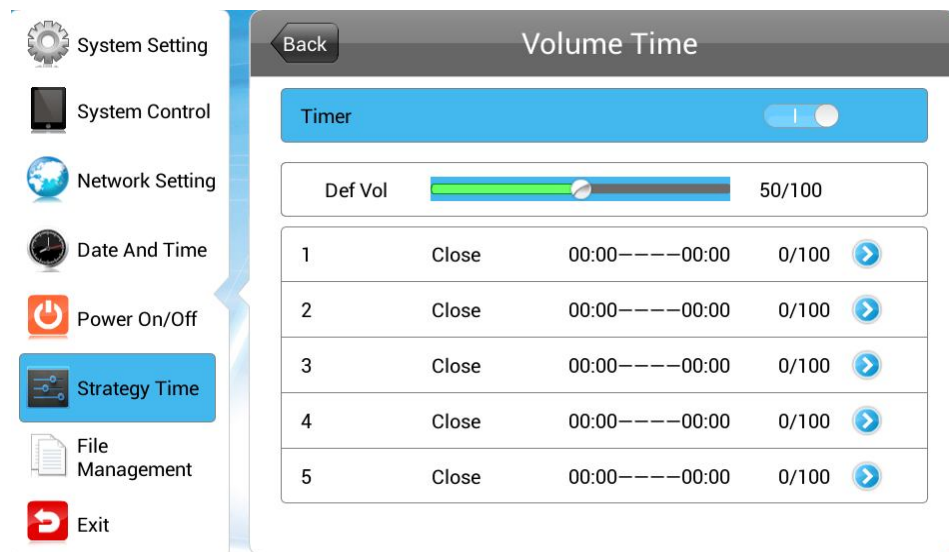 System Setting
System Control
Network Setting
Date And Time
Power On/Off
Strategy Time
File
Management
Exit
Back
Volume Time
Timer
Def Vol 50/100
1 Close 00:00----00:00 0/100
2 Close 00:00----00:00 0/100
3 Close 00:00----00:00 0/100
4 Close 00:00----00:00 0/100
5 Close 00:00----00:00 0/100